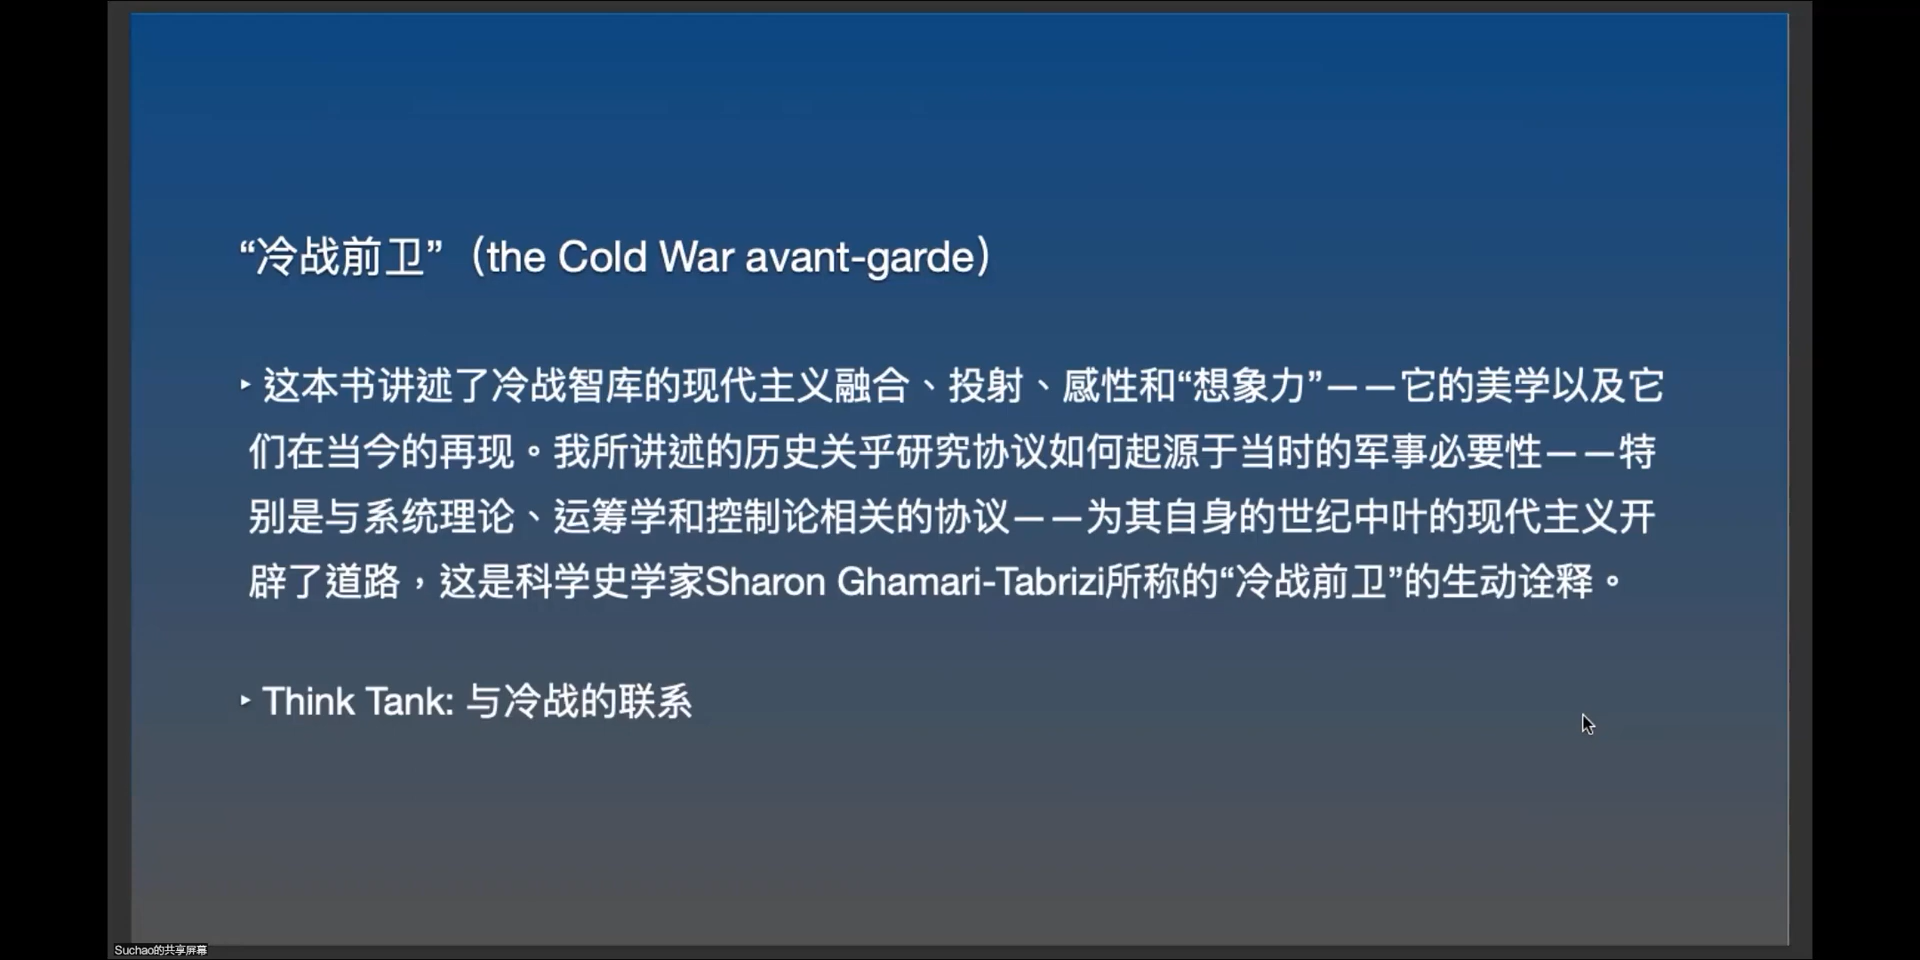 “冷战前卫”（the Cold War avant-garde）
‣ 这本书讲述了冷战智库的现代主义融合、投射、感性和“想象力”——它的美学以及它
们在当今的再现。我所讲述的历史关乎研究协议如何起源于当时的军事必要性——特
别是与系统理论、运筹学和控制论相关的协议——为其自身的世纪中叶的现代主义开
辟了道路，这是科学史学家Sharon Ghamari-Tabrizi所称的“冷战前卫”的生动诠释。
‣ Think Tank: 与冷战的联系
Suchao的共享屏幕